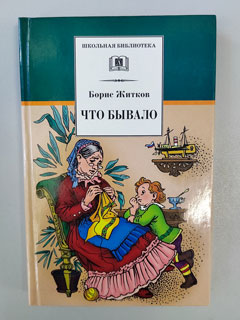 ШКОЛЬНАЯ БИБЛИОТЕКА
Борис Житков
ЧТО БЫВАЛО